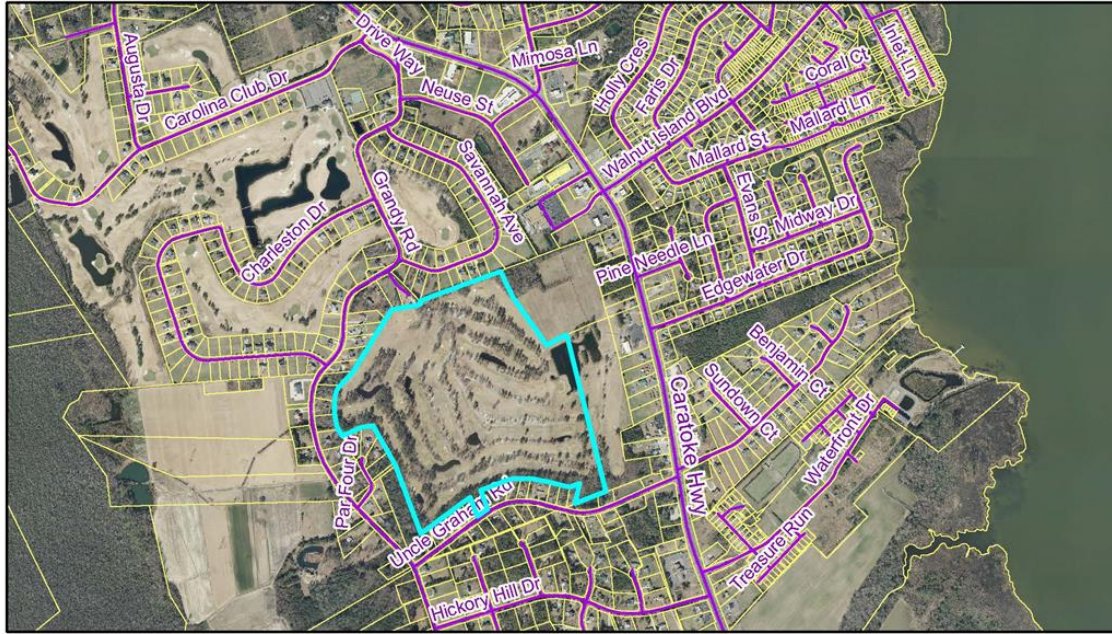 Augusta Dr
Carolina Club Dr
Drive Way
Mimosa Ln
Neuse St
Holly Cres
Faris Dr
Walnut Island Blvd
Coral Ct
Inlet Ln
Mallard Ln
Mallard St
Savannah Ave
Grandy Rd
Charleston Dr
Evans St
Midway Dr
Pine Needle Ln
Edgewater Dr
Benjamin Ct
Sundown Ct
Caratoke Hwy
Waterfront Dr
Par Four Dr
Uncle Graham Rd
Treasure Run
Hickory Hill Dr